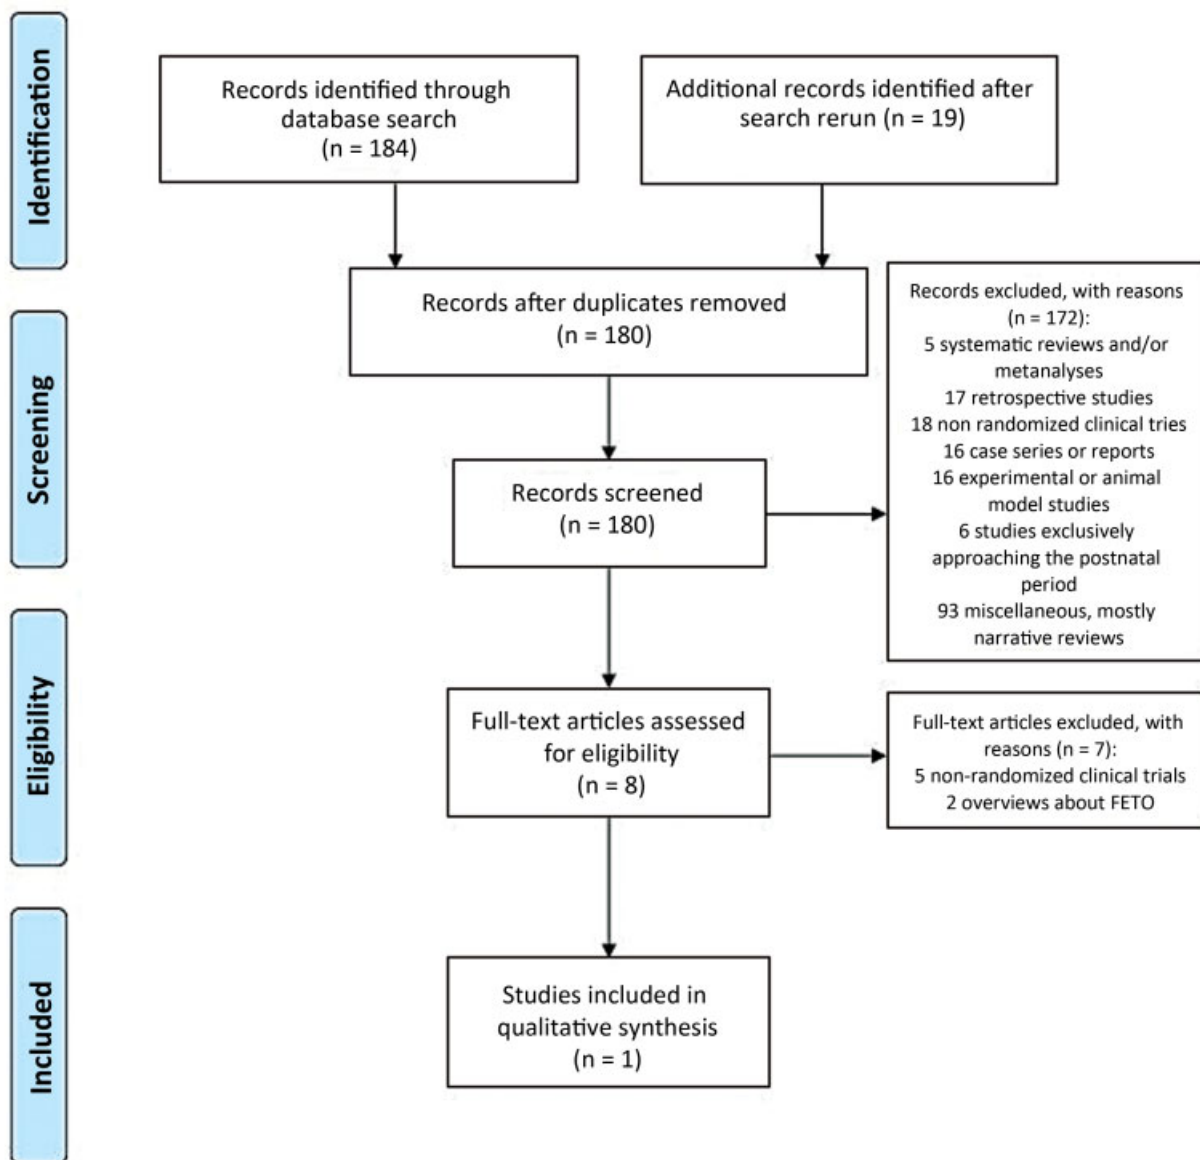 Identification
Records identified through
database search
(n = 184)
Additional records identified after
search rerun (n = 19)
Records after duplicates removed
(n = 180)
Records excluded, with reasons
(n = 172):
5 systematic reviews and/or
metanalyses
17 retrospective studies
18 non randomized clinical tries
16 case series or reports
16 experimental or animal
model studies
6 studies exclusively
approaching the postnatal
period
93 miscellaneous, mostly
narrative reviews
Screening
Records screened
(n = 180)
Eligibility
Full-text articles assessed
for eligibility
(n = 8)
Full-text articles excluded, with
reasons (n = 7):
5 non-randomized clinical trials
2 overviews about FETO
Included
Studies included in
qualitative synthesis
(n = 1)